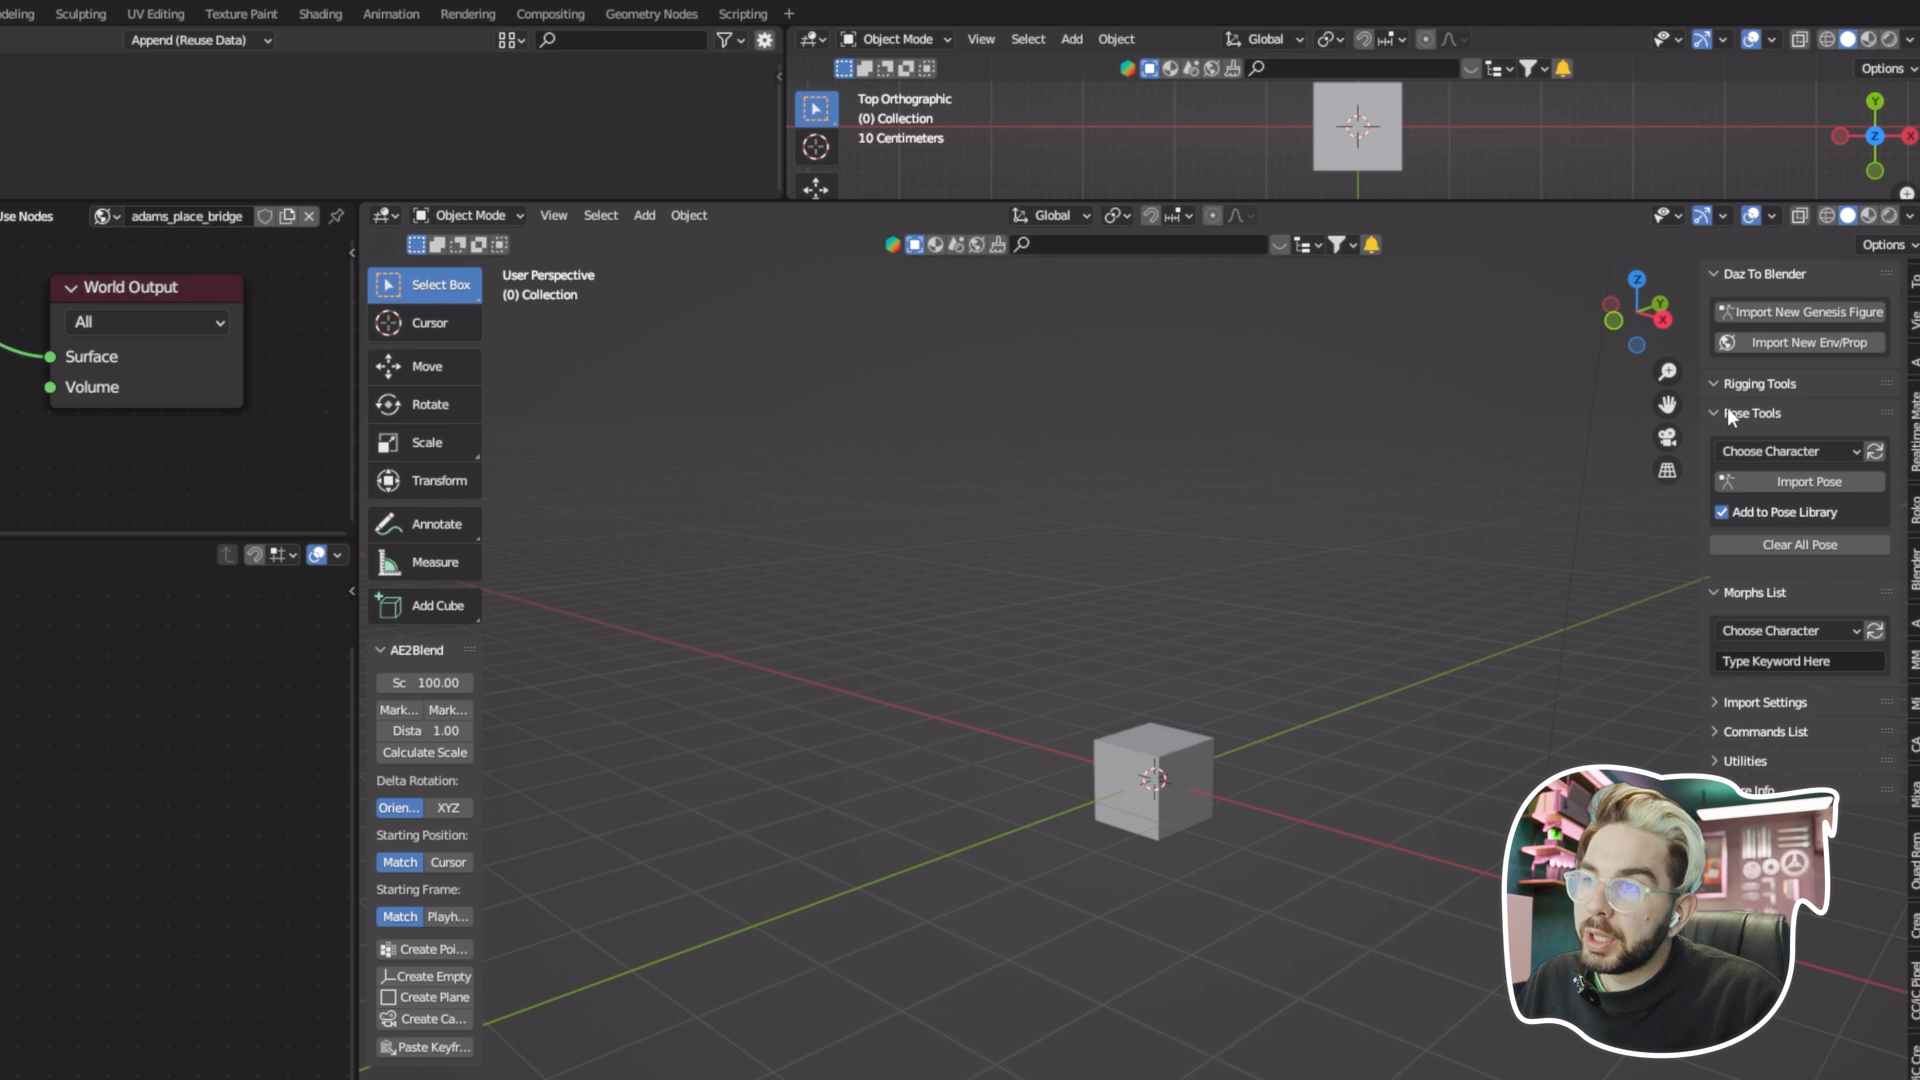 Sculpting UV Editing Texture Paint Shading Animation Rendering Compositing Geometry Nodes Scripting +
Append (Reuse Data)
Object Mode View Select Add Object Global
Options
Top Orthographic
(0) Collection
10 Centimeters
Y
Z
X
Use Nodes adams_place_bridge
World Output
All
Surface
Volume
Object Mode View Select Add Object Global
Options
User Perspective
(0) Collection
Select Box
Cursor
Move
Rotate
Scale
Transform
Annotate
Measure
Add Cube
AE2Blend
Sc 100.00
Mark... Mark...
Dista 1.00
Calculate Scale
Delta Rotation:
Orien... XYZ
Starting Position:
Match Cursor
Starting Frame:
Match Playh...
Create Poi...
Create Empty
Create Plane
Create Ca...
Paste Keyfr...
Z
Y
X
Daz To Blender
Import New Genesis Figure
Import New Env/Prop
Rigging Tools
Pose Tools
Choose Character
Import Pose
Add to Pose Library
Clear All Pose
Morphs List
Choose Character
Type Keyword Here
Import Settings
Commands List
Utilities
Info